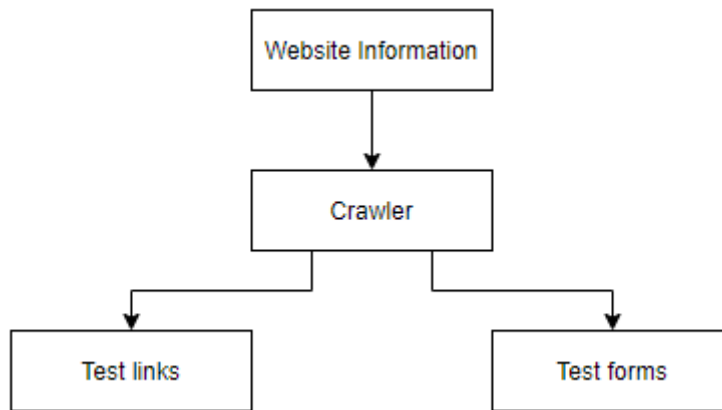 Website Information
Crawler
Test links
Test forms